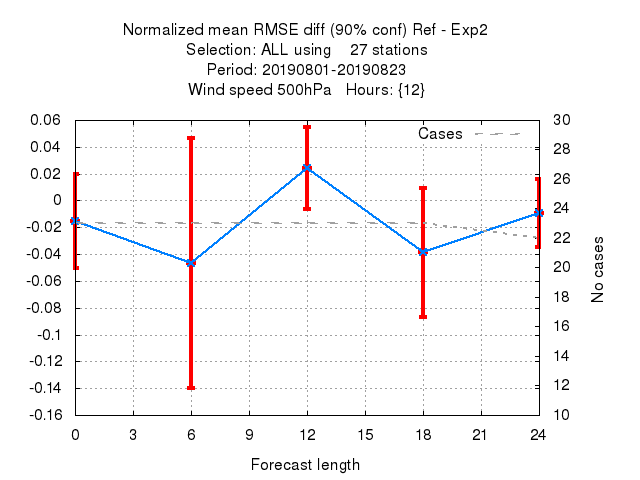 Normalized mean RMSE diff (90% conf) Ref - Exp2
Selection: ALL using    27 stations
Period: 20190801-20190823
Wind speed 500hPa   Hours: {12}
Cases
0.06
0.04
0.02
0
-0.02
-0.04
-0.06
-0.08
-0.1
-0.12
-0.14
-0.16
30
28
26
24
22
20
18
16
14
12
10
No cases
0 3 6 9 12 15 18 21 24
Forecast length